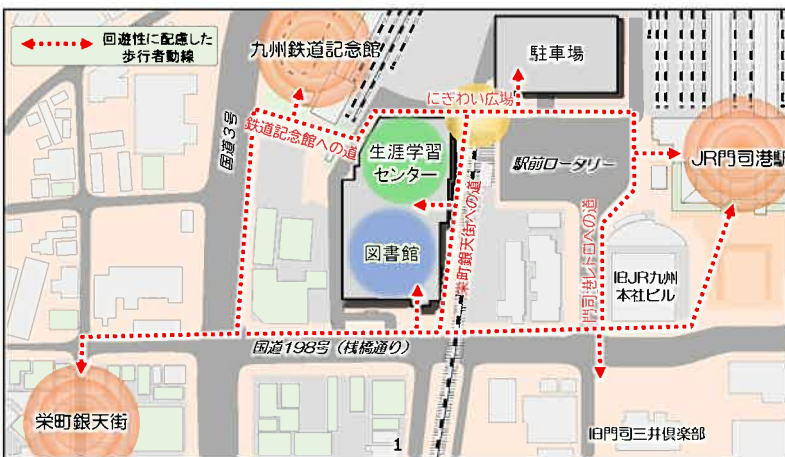 回遊性に配慮した
歩行者動線
九州鉄道記念館
駐車場
にぎわい広場
国道3号
鉄道記念館への道
生涯学習
センター
駅前ロータリー
JR門司港駅
栄町銀天街への道
図書館
門司港レトロへの道
旧JR九州
本社ビル
国道198号(桟橋通り)
栄町銀天街
旧門司三井倶楽部
1